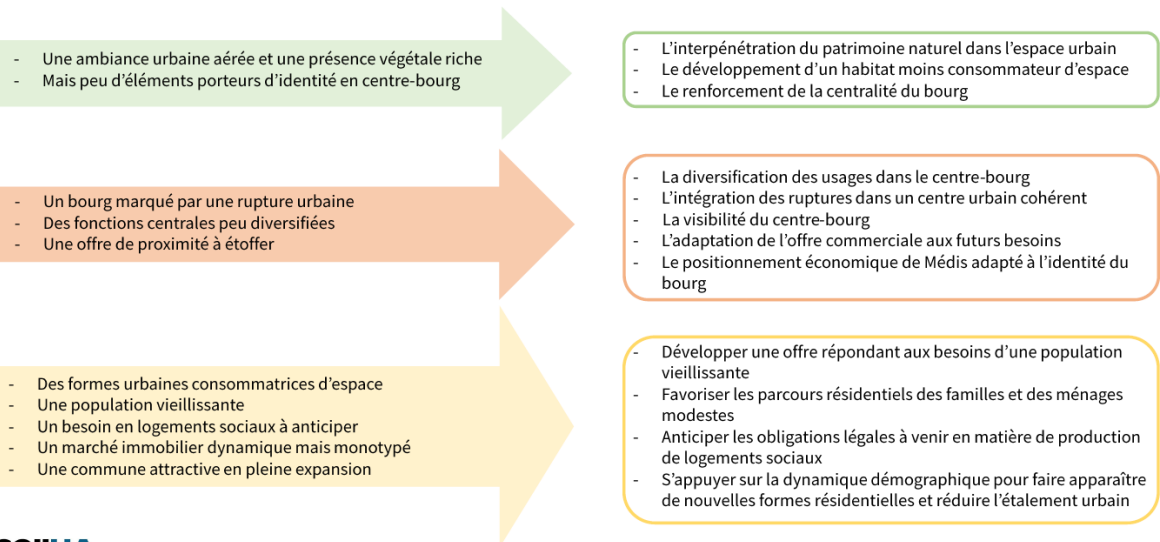 - Une ambiance urbaine aérée et une présence végétale riche
- Mais peu d’éléments porteurs d’identité en centre-bourg
- L’interpénétration du patrimoine naturel dans l’espace urbain
- Le développement d’un habitat moins consommateur d’espace
- Le renforcement de la centralité du bourg
- Un bourg marqué par une rupture urbaine
- Des fonctions centrales peu diversifiées
- Une offre de proximité à étoffer
- La diversification des usages dans le centre-bourg
- L’intégration des ruptures dans un centre urbain cohérent
- La visibilité du centre-bourg
- L’adaptation de l’offre commerciale aux futurs besoins
- Le positionnement économique de Médis adapté à l’identité du
bourg
- Des formes urbaines consommatrices d’espace
- Une population vieillissante
- Un besoin en logements sociaux à anticiper
- Un marché immobilier dynamique mais monotypé
- Une commune attractive en pleine expansion
- Développer une offre répondant aux besoins d’une population
vieillissante
- Favoriser les parcours résidentiels des familles et des ménages
modestes
- Anticiper les obligations légales à venir en matière de production
de logements sociaux
- S’appuyer sur la dynamique démographique pour faire apparaître
de nouvelles formes résidentielles et réduire l’étalement urbain